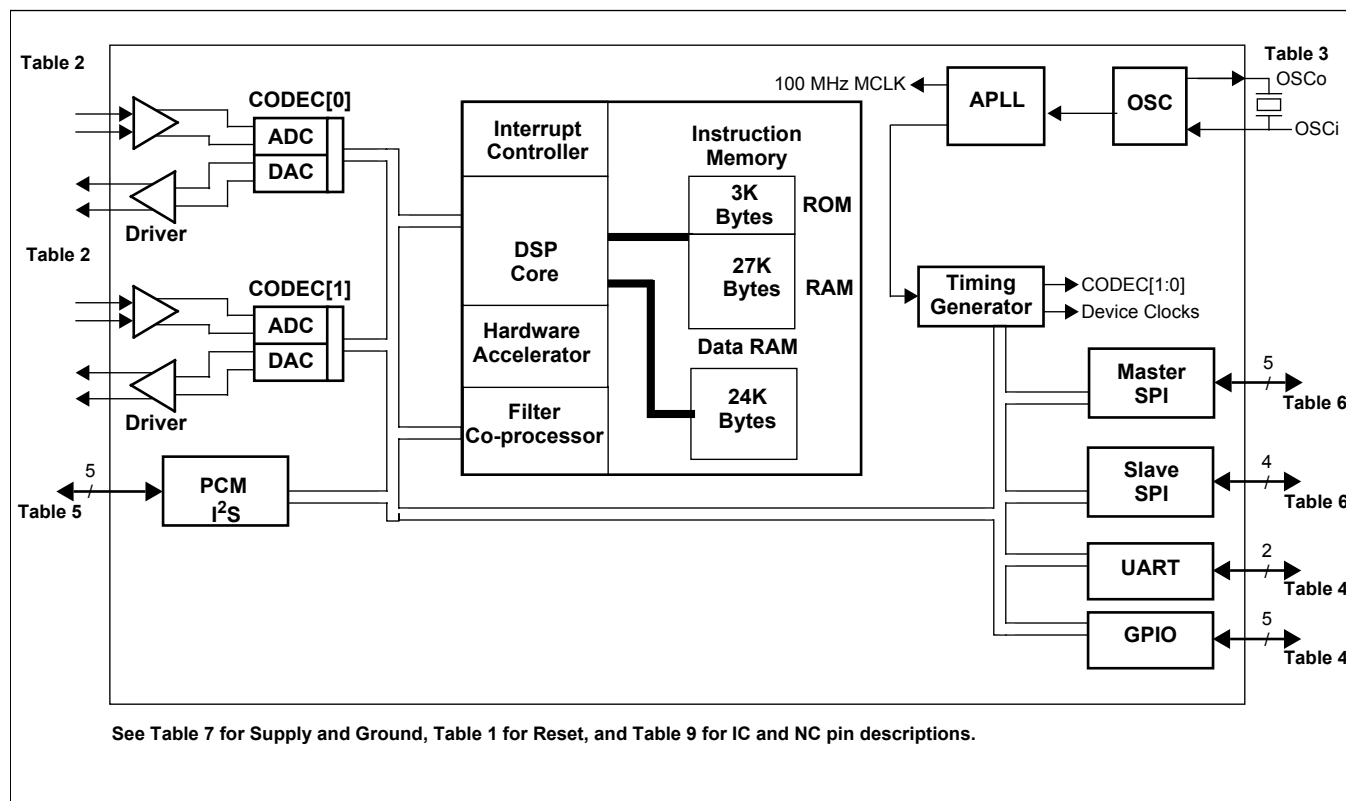 Table 2
CODEC[0]
ADC
DAC
Driver
Table 2
CODEC[1]
ADC
DAC
Driver
5
Table 5
PCM
I²S
Interrupt
Controller
DSP
Core
Hardware
Accelerator
Filter
Co-processor
Instruction
Memory
3K
Bytes
ROM
27K
Bytes
RAM
Data RAM
24K
Bytes
100 MHz MCLK
APLL
OSC
Table 3
OSCo
OSCi
Timing
Generator
CODEC[1:0]
Device Clocks
Master
SPI
5
Table 6
Slave
SPI
4
Table 6
UART
2
Table 4
GPIO
5
Table 4
See Table 7 for Supply and Ground, Table 1 for Reset, and Table 9 for IC and NC pin descriptions.